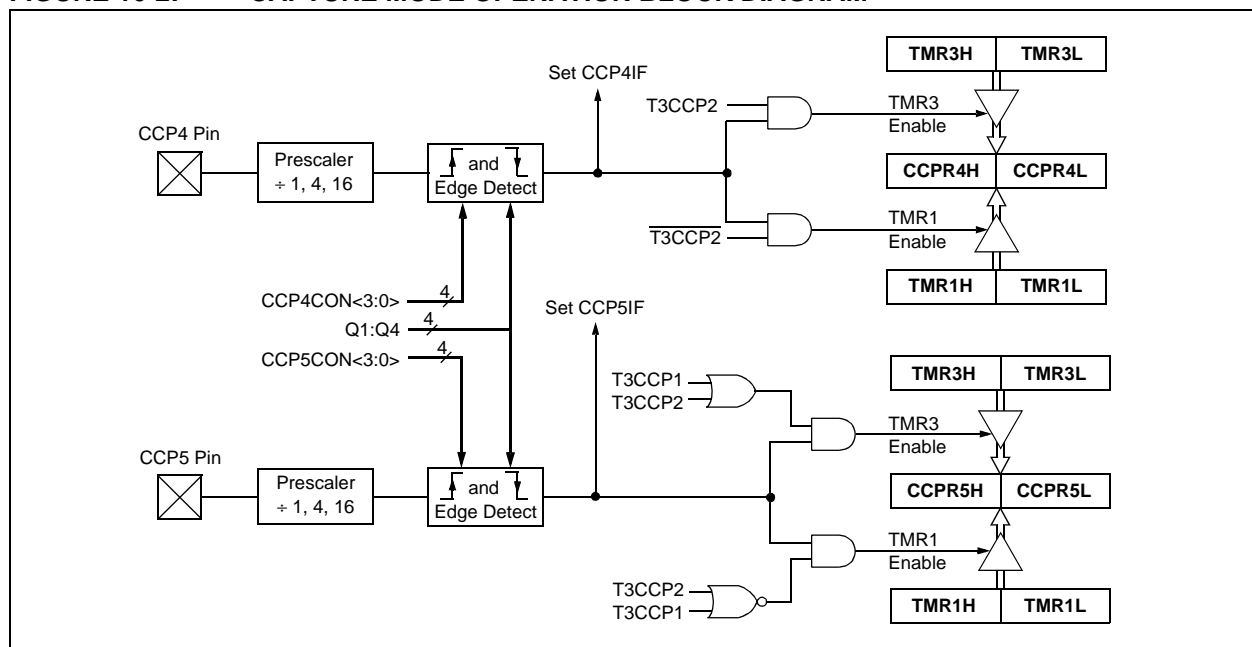 FIGURE CAPTURE MODE OPERATION BLOCK DIAGRAM
TMR3H TMR3L
Set CCP4IF
T3CCP2
TMR3
Enable
CCP4 Pin
Prescaler
÷ 1, 4, 16
and
Edge Detect
CCPR4H CCPR4L
T3CCP2
TMR1
Enable
TMR1H TMR1L
CCP4CON<3:0> 4
Q1:Q4 4
CCP5CON<3:0> 4
Set CCP5IF
TMR3H TMR3L
T3CCP1
T3CCP2
TMR3
Enable
CCP5 Pin
Prescaler
÷ 1, 4, 16
and
Edge Detect
CCPR5H CCPR5L
TMR1
Enable
T3CCP2
T3CCP1
TMR1H TMR1L